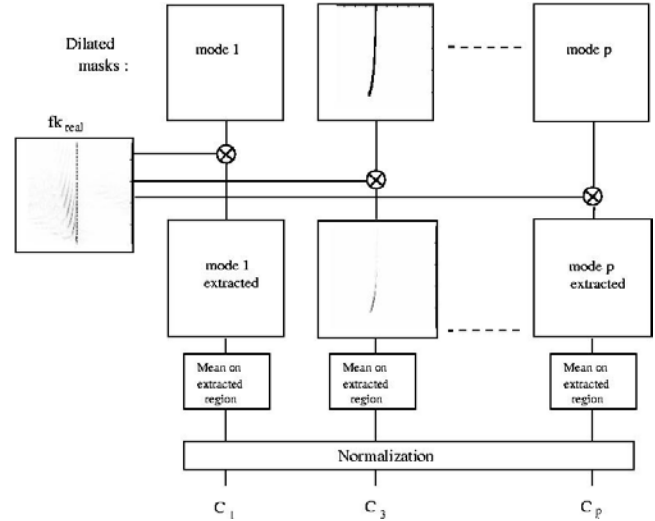 Dilated
masks :
mode 1
mode p
fk real
mode 1
extracted
mode p
extracted
Mean on
extracted
region
Mean on
extracted
region
Mean on
extracted
region
Normalization
C 1
C 3
C p